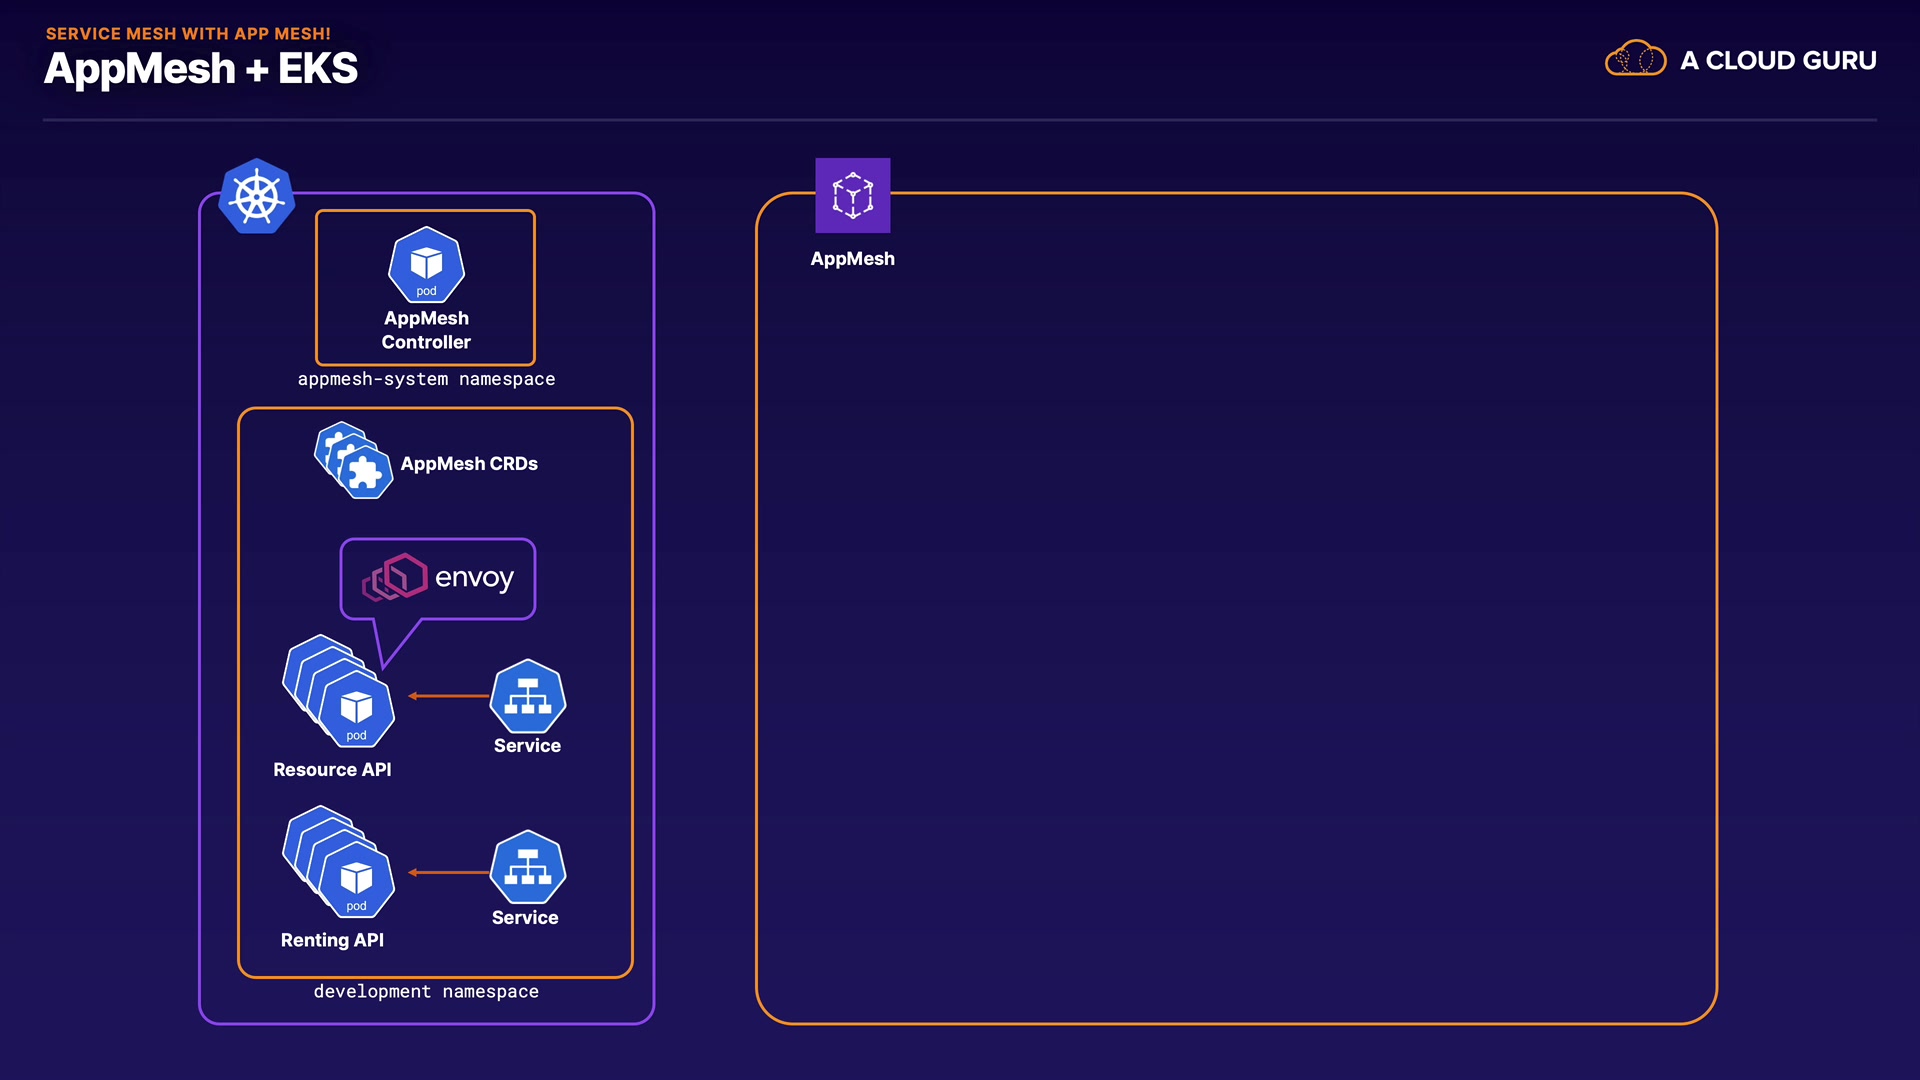 SERVICE MESH WITH APP MESH!
AppMesh + EKS
A CLOUD GURU
pod
AppMesh
Controller
appmesh-system namespace
AppMesh CRDs
envoy
pod
Resource API
Service
pod
Renting API
Service
development namespace
AppMesh